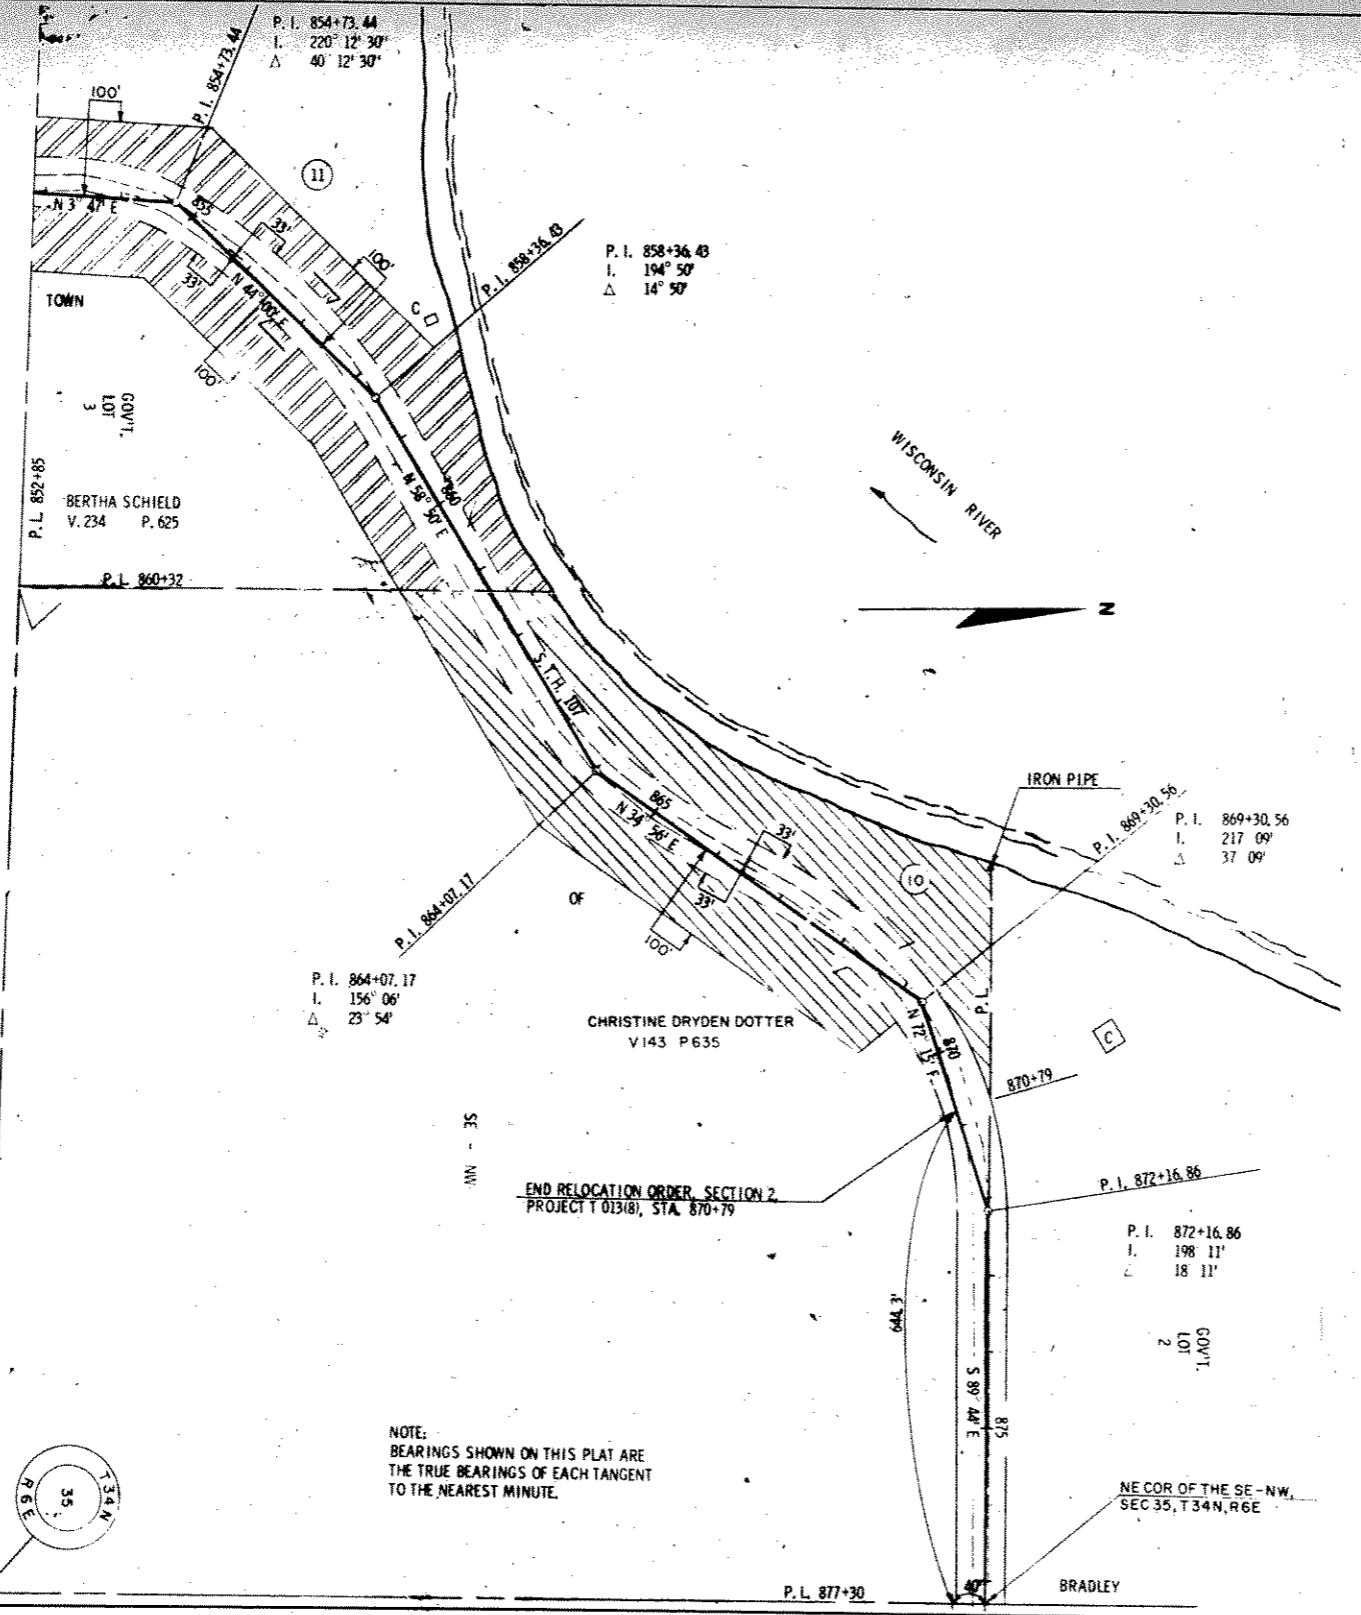 P. I. 854+73.44
I. 220° 12' 30"
Δ 40 12' 30"
P. I. 854+73.44
100'
11
N 3° 47' E
855
33'
33'
100'
N 44° 00' E
100'
C
P. I. 858+36.43
P. I. 858+36.43
I. 194° 50'
Δ 14° 50'
TOWN
GOV'T.
LOT
3
P. L. 852+85
BERTHA SCHIELD
V. 234 P. 625
N 58° 50' E
860
P. L. 860+32
WISCONSIN RIVER
N
S. T. H. 107
IRON PIPE
865
N 34° 56' E
33'
33'
100'
10
P. I. 869+30.56
P. I. 869+30.56
I. 217 09'
Δ 37 09'
OF
P. I. 864+07.17
P. I. 864+07.17
I. 156° 06'
Δ 23° 54'
CHRISTINE DRYDEN DOTTER
V143 P635
P. L.
C
N 72° 15' E
870
870+79
SE - NW
END RELOCATION ORDER, SECTION 2,
PROJECT T 013(8), STA. 870+79
P. I. 872+16.86
P. I. 872+16.86
I. 198 11'
Δ 18 11'
644.3'
GOV'T.
LOT
2
S 89° 44' E
875
NOTE:
BEARINGS SHOWN ON THIS PLAT ARE
THE TRUE BEARINGS OF EACH TANGENT
TO THE NEAREST MINUTE.
T34N
35
R6E
NE COR OF THE SE-NW,
SEC 35, T34N, R6E
P. L. 877+30
40'
BRADLEY